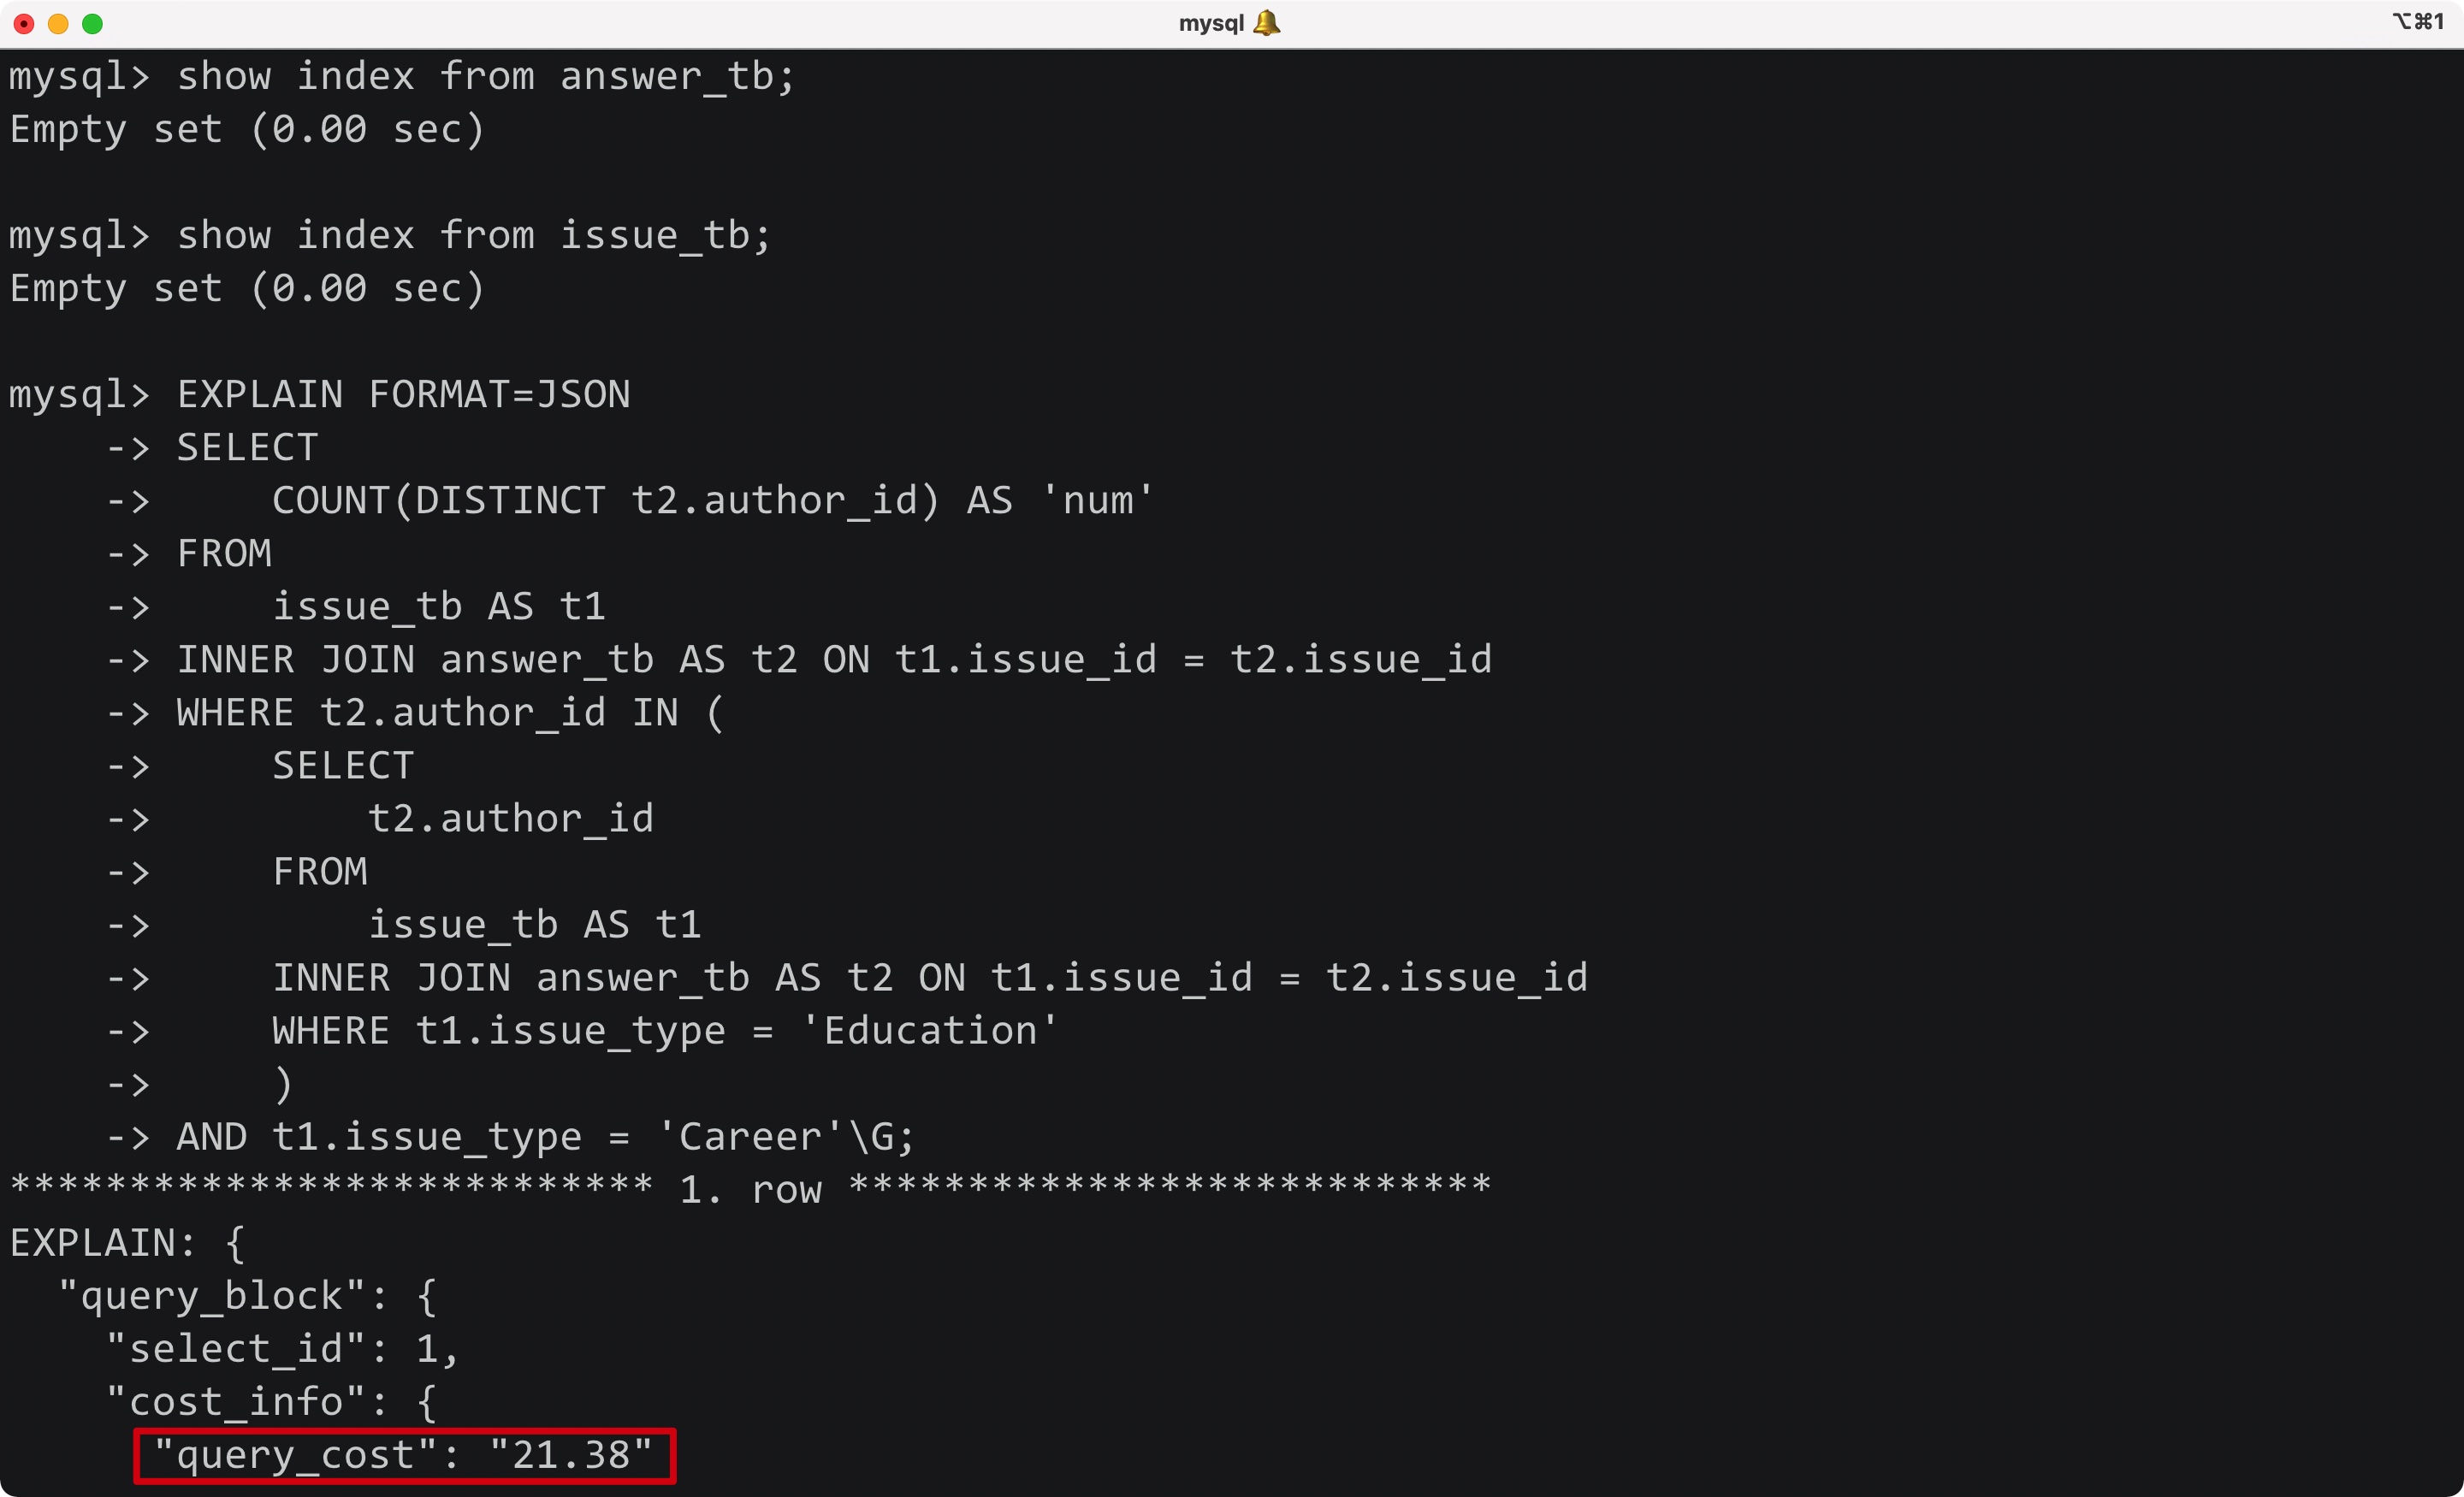 mysql 🔔
⌥⌘1
mysql> show index from answer_tb;
Empty set (0.00 sec)
mysql> show index from issue_tb;
Empty set (0.00 sec)
mysql> EXPLAIN FORMAT=JSON
    -> SELECT
    ->     COUNT(DISTINCT t2.author_id) AS 'num'
    -> FROM
    ->     issue_tb AS t1
    -> INNER JOIN answer_tb AS t2 ON t1.issue_id = t2.issue_id
    -> WHERE t2.author_id IN (
    ->     SELECT
    ->         t2.author_id
    ->     FROM
    ->         issue_tb AS t1
    ->     INNER JOIN answer_tb AS t2 ON t1.issue_id = t2.issue_id
    ->     WHERE t1.issue_type = 'Education'
    ->     )
    -> AND t1.issue_type = 'Career'\G;
*************************** 1. row ***************************
EXPLAIN: {
  "query_block": {
    "select_id": 1,
    "cost_info": {
      "query_cost": "21.38"